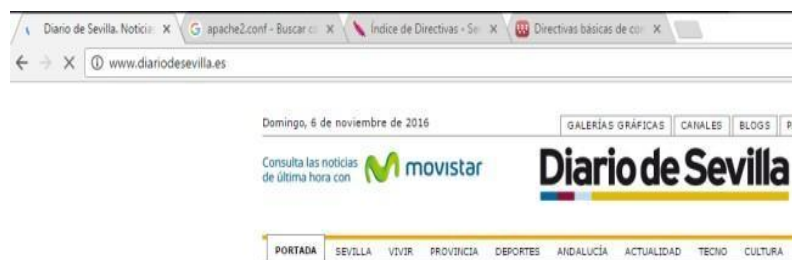 Diario de Sevilla. Noticia
apache2.conf - Buscar c
Índice de Directivas - Se
Directivas básicas de co
www.diariodesevilla.es
Domingo, 6 de noviembre de 2016
GALERÍAS GRÁFICAS CANALES BLOGS
Consulta las noticias
de última hora con
movistar
Diario de Sevilla
PORTADA SEVILLA VIVIR PROVINCIA DEPORTES ANDALUCÍA ACTUALIDAD TECNO CULTURA